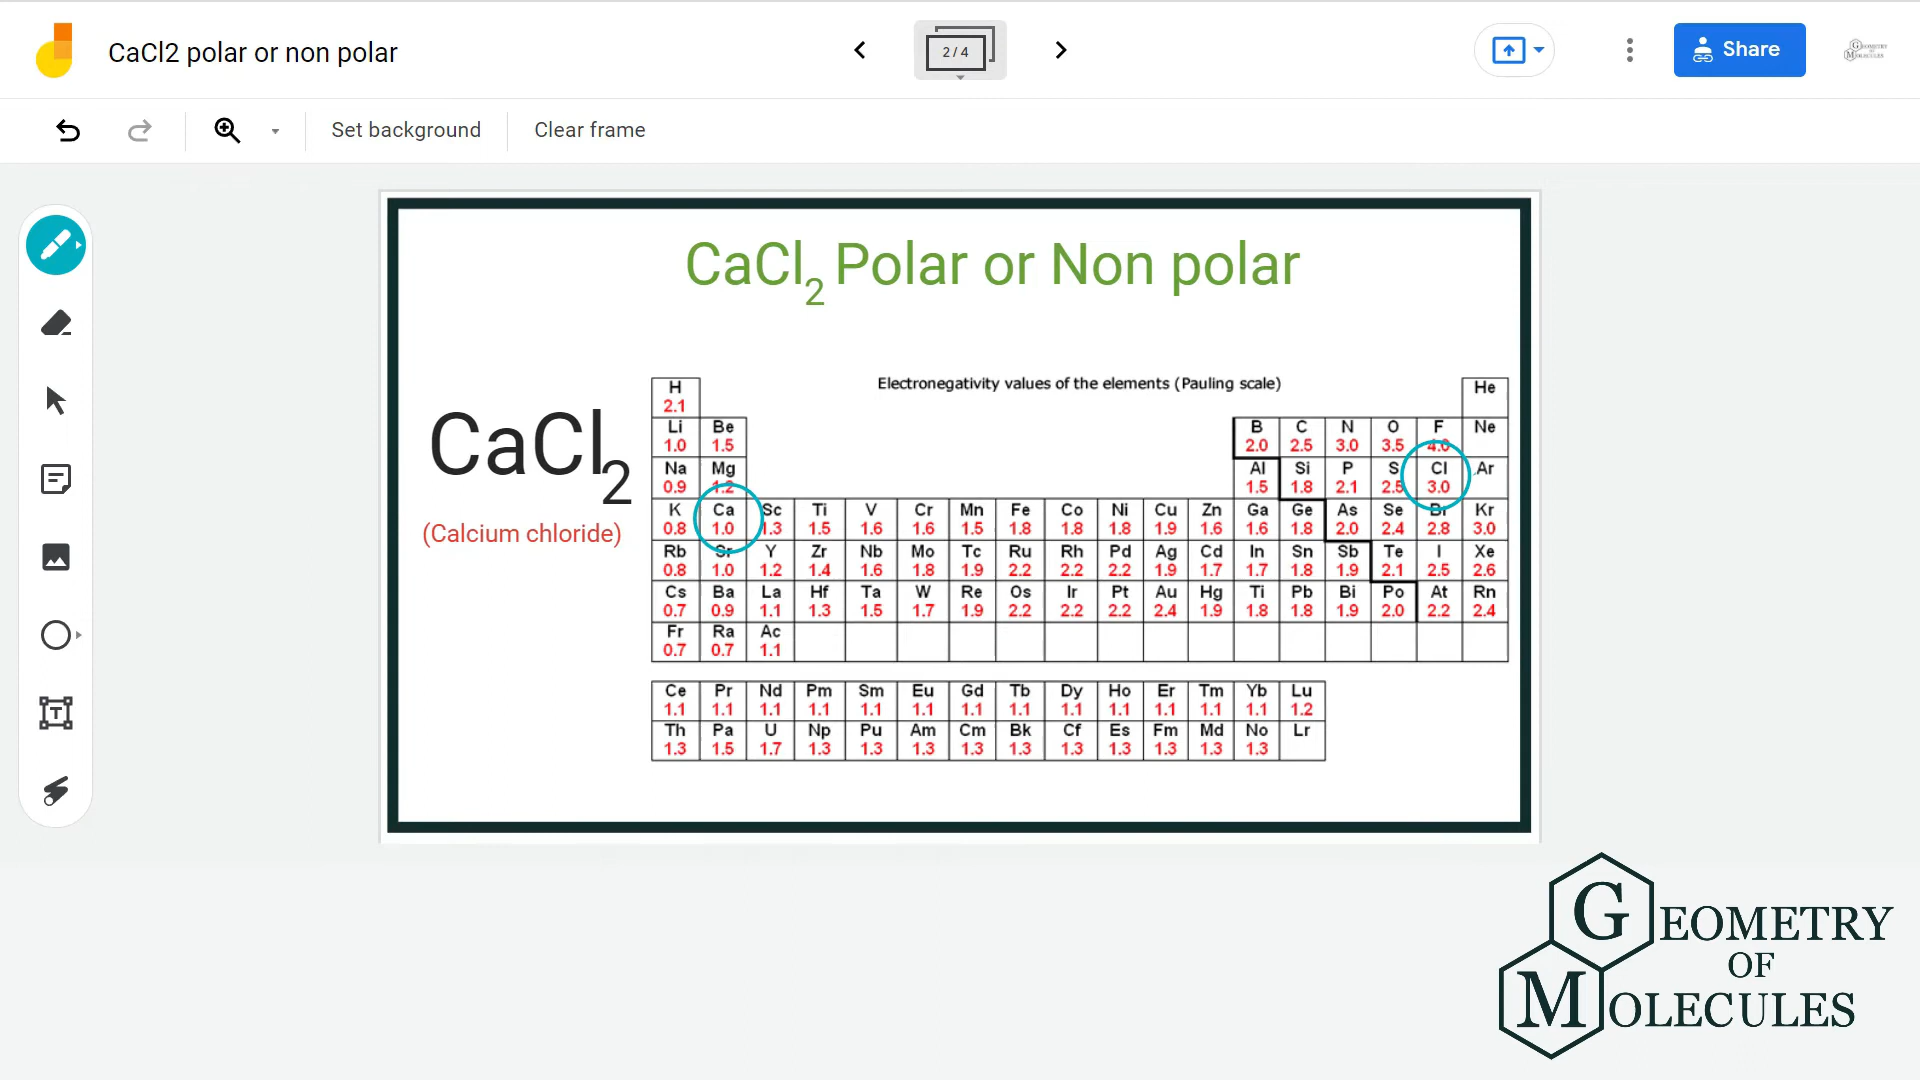 CaCl2 polar or non polar
2 / 4
Share
GEOMETRY
OF
MOLECULES
Set background
Clear frame
CaCl2 Polar or Non polar
CaCl2
(Calcium chloride)
Electronegativity values of the elements (Pauling scale)
H He
2.1
Li Be B C N O F Ne
1.0 1.5 2.0 2.5 3.0 3.5 4.0
Na Mg Al Si P S Cl Ar
0.9 1.2 1.5 1.8 2.1 2.5 3.0
K Ca Sc Ti V Cr Mn Fe Co Ni Cu Zn Ga Ge As Se Br Kr
0.8 1.0 1.3 1.5 1.6 1.6 1.5 1.8 1.8 1.8 1.9 1.6 1.6 1.8 2.0 2.4 2.8 3.0
Rb Sr Y Zr Nb Mo Tc Ru Rh Pd Ag Cd In Sn Sb Te I Xe
0.8 1.0 1.2 1.4 1.6 1.8 1.9 2.2 2.2 2.2 1.9 1.7 1.7 1.8 1.9 2.1 2.5 2.6
Cs Ba La Hf Ta W Re Os Ir Pt Au Hg Ti Pb Bi Po At Rn
0.7 0.9 1.1 1.3 1.5 1.7 1.9 2.2 2.2 2.2 2.4 1.9 1.8 1.8 1.9 2.0 2.2 2.4
Fr Ra Ac
0.7 0.7 1.1
Ce Pr Nd Pm Sm Eu Gd Tb Dy Ho Er Tm Yb Lu
1.1 1.1 1.1 1.1 1.1 1.1 1.1 1.1 1.1 1.1 1.1 1.1 1.1 1.2
Th Pa U Np Pu Am Cm Bk Cf Es Fm Md No Lr
1.3 1.5 1.7 1.3 1.3 1.3 1.3 1.3 1.3 1.3 1.3 1.3 1.3
GEOMETRY
OF
MOLECULES